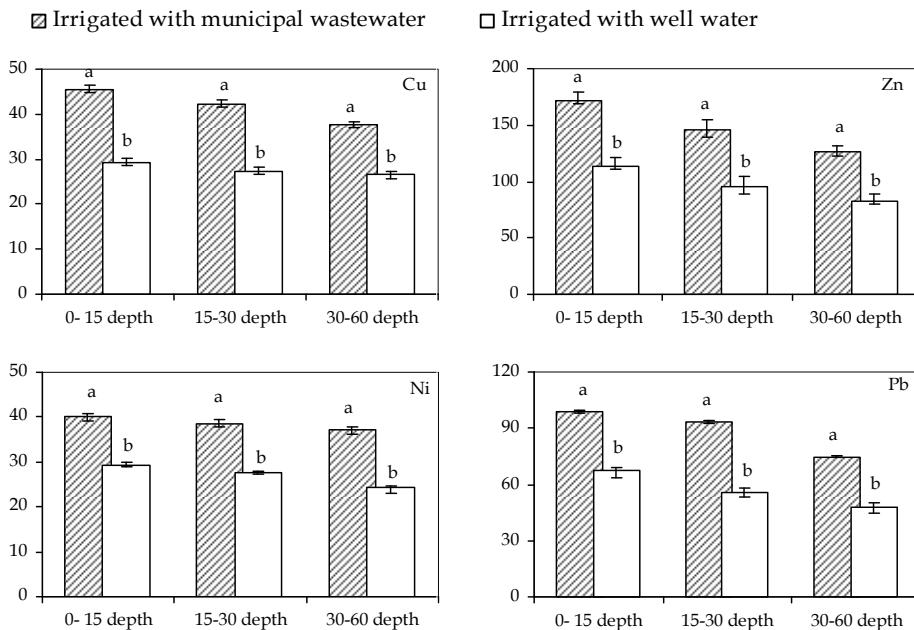 Irrigated with municipal wastewater Irrigated with well water
50
40
30
20
10
0
a
b
a
b
a
b
Cu
0- 15 depth 15-30 depth 30-60 depth
200
150
100
50
0
a
b
a
b
a
b
Zn
0- 15 depth 15-30 depth 30-60 depth
50
40
30
20
10
0
a
b
a
b
a
b
Ni
0- 15 depth 15-30 depth 30-60 depth
120
90
60
30
0
a
b
a
b
a
b
Pb
0- 15 depth 15-30 depth 30-60 depth